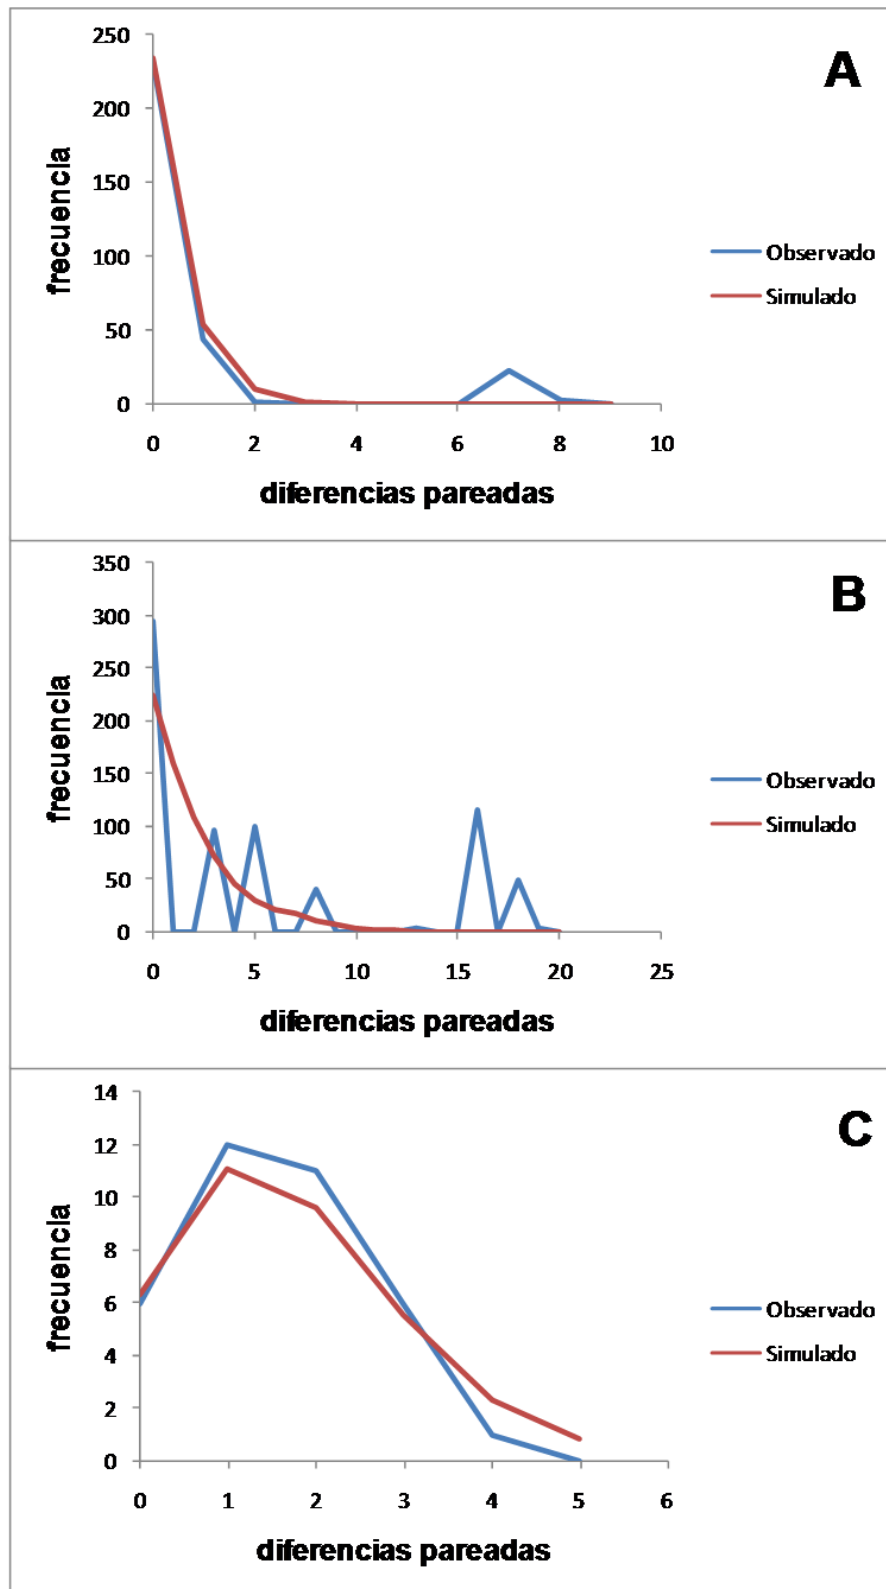 A
250
200
150
100
50
0
frecuencia
0 2 4 6 8 10
diferencias pareadas
Observado
Simulado
B
350
300
250
200
150
100
50
0
frecuencia
0 5 10 15 20 25
diferencias pareadas
Observado
Simulado
C
14
12
10
8
6
4
2
0
frecuencia
0 1 2 3 4 5 6
diferencias pareadas
Observado
Simulado